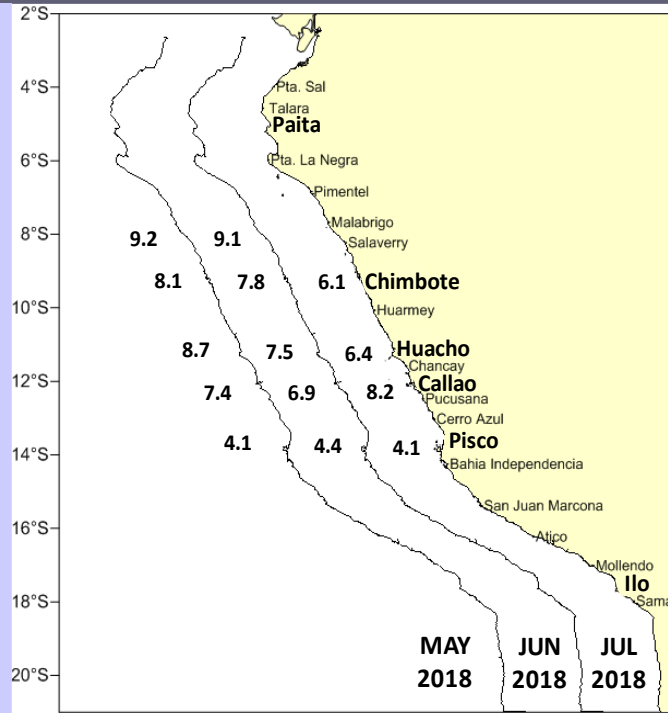 2°S
4°S
Pta. Sal
Talara
Paita
6°S
Pta. La Negra
Pimentel
Malabrigo
8°S
9.2 9.1
Salaverry
8.1 7.8 6.1 Chimbote
10°S
Huarmey
8.7 7.5 6.4 Huacho
Chancay
12°S
Callao
7.4 6.9 8.2
Pucusana
Cerro Azul
4.1 4.4 4.1 Pisco
14°S
Bahia Independencia
San Juan Marcona
16°S
Atico
Mollendo
Ilo
18°S
Sama
MAY JUN JUL
2018 2018 2018
20°S